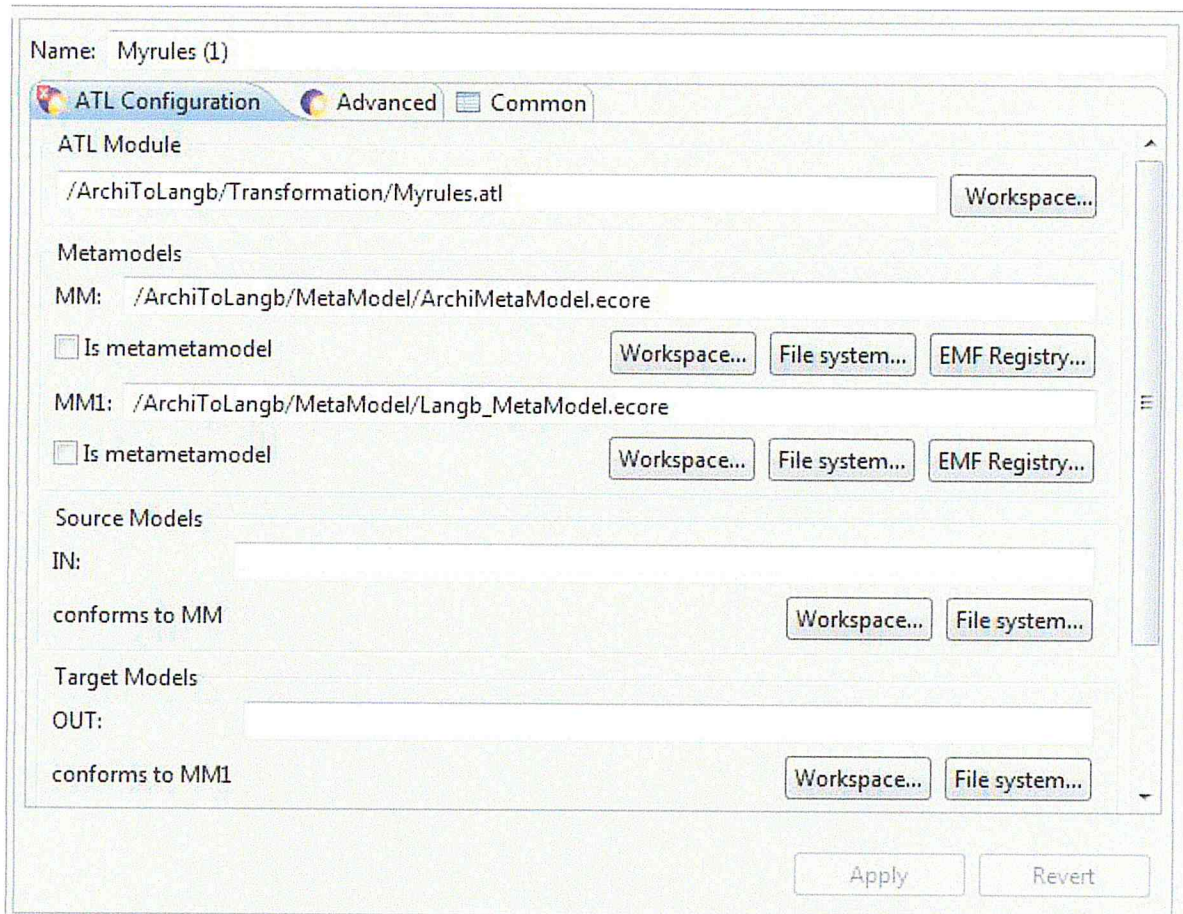 Name: Myrules (1)
ATL Configuration Advanced Common
ATL Module
/ArchiToLangb/Transformation/Myrules.atl Workspace...
Metamodels
MM: /ArchiToLangb/MetaModel/ArchiMetaModel.ecore
Is metametamodel Workspace... File system... EMF Registry...
MM1: /ArchiToLangb/MetaModel/Langb_MetaModel.ecore
Is metametamodel Workspace... File system... EMF Registry...
Source Models
IN:
conforms to MM Workspace... File system...
Target Models
OUT:
conforms to MM1 Workspace... File system...
Apply Revert